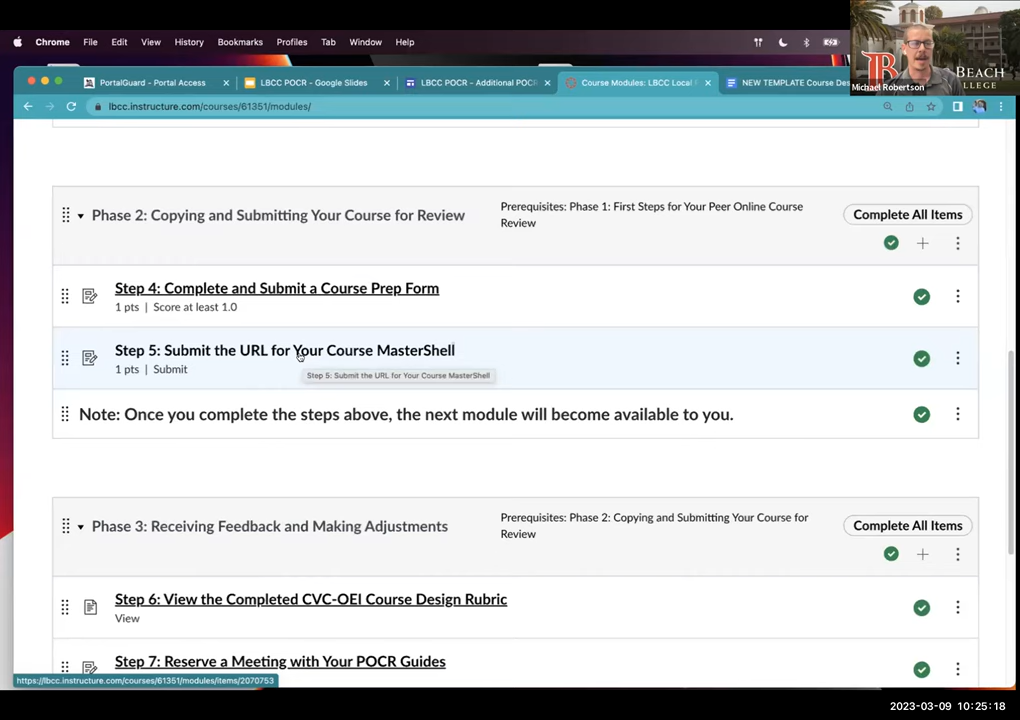 Chrome File Edit View History Bookmarks Profiles Tab Window Help
PortalGuard - Portal Access
LBCC POCR - Google Slides
LBCC POCR - Additional POCR
Course Modules: LBCC Local
NEW TEMPLATE Course Des
BEACH
LLEGE
Michael Robertson
lbcc.instructure.com/courses/61351/modules/
Phase 2: Copying and Submitting Your Course for Review
Prerequisites: Phase 1: First Steps for Your Peer Online Course
Review
Complete All Items
Step 4: Complete and Submit a Course Prep Form
1 pts | Score at least 1.0
Step 5: Submit the URL for Your Course MasterShell
1 pts | Submit
Step 5: Submit the URL for Your Course MasterShell
Note: Once you complete the steps above, the next module will become available to you.
Phase 3: Receiving Feedback and Making Adjustments
Prerequisites: Phase 2: Copying and Submitting Your Course for
Review
Complete All Items
Step 6: View the Completed CVC-OEI Course Design Rubric
View
Step 7: Reserve a Meeting with Your POCR Guides
https://lbcc.instructure.com/courses/61351/modules/items/2070753
2023-03-09 10:25:18